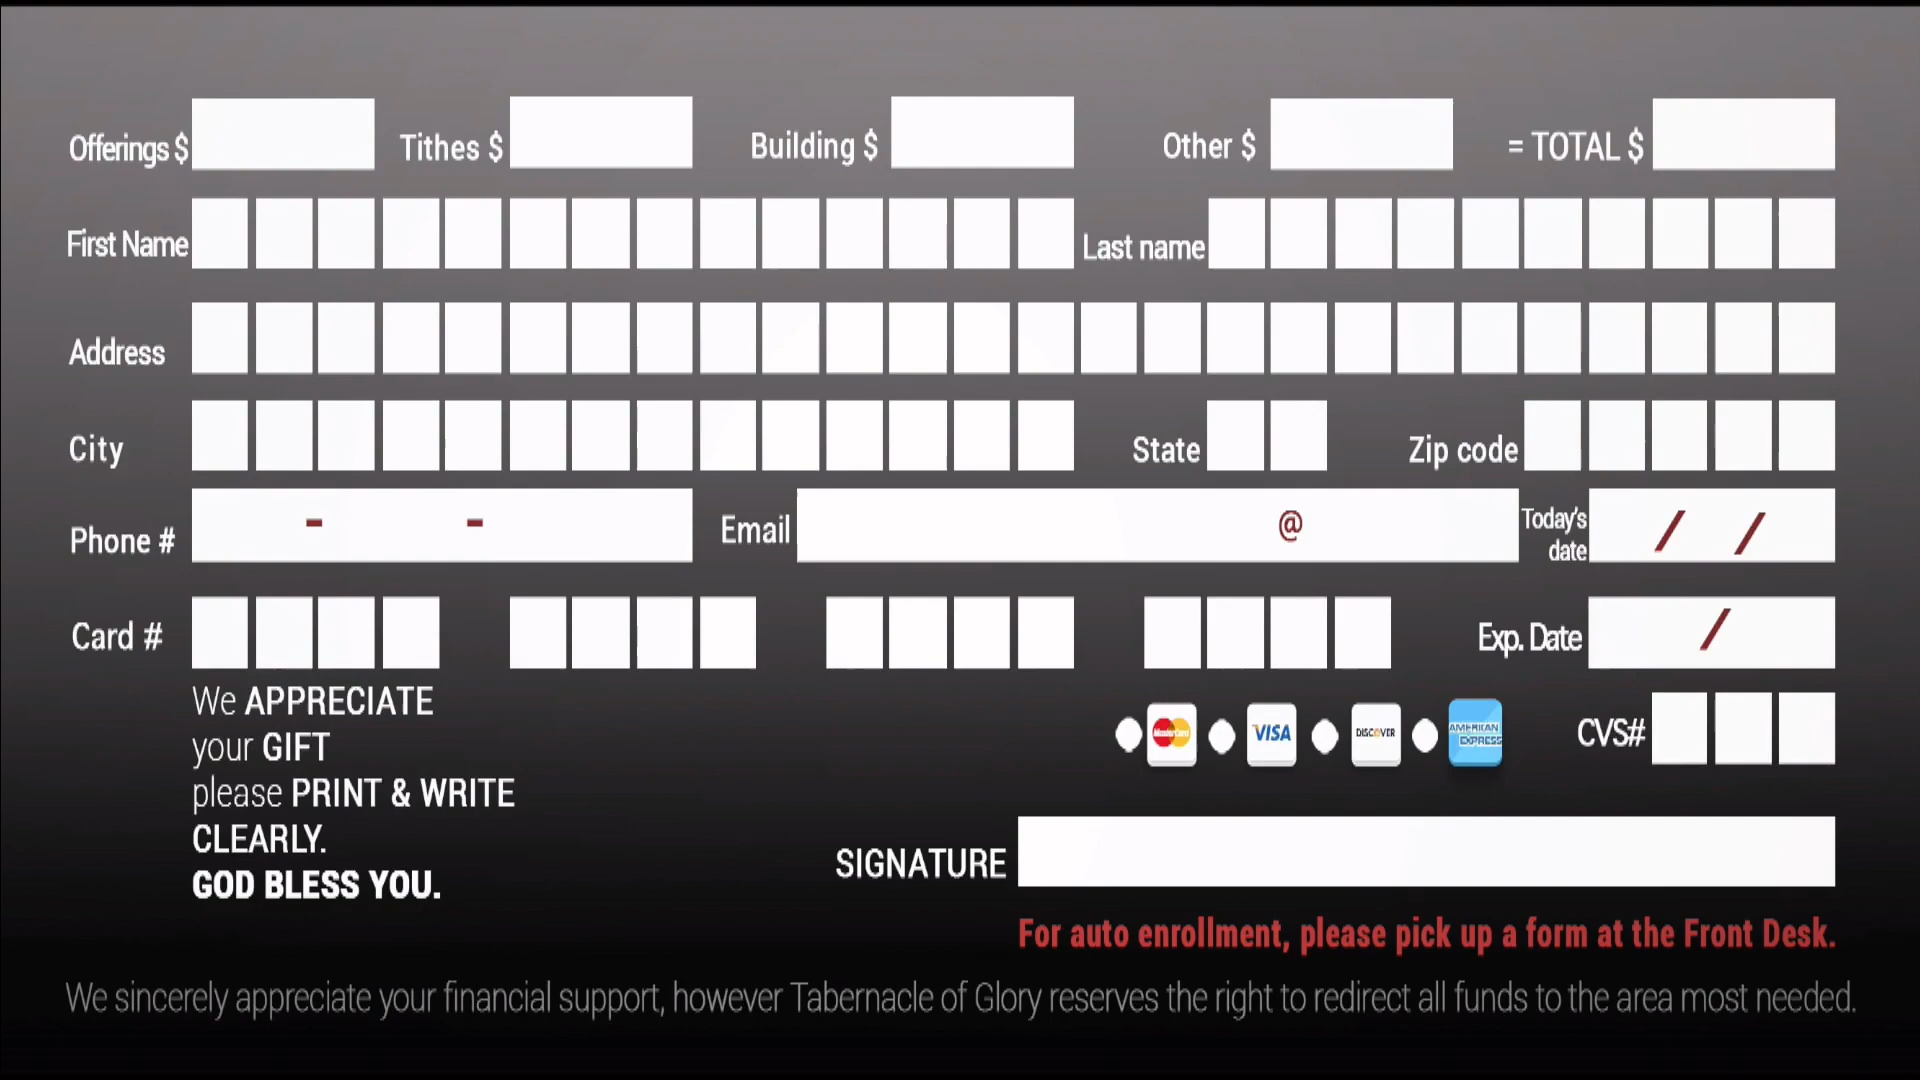 Offerings $ Tithes $ Building $ Other $ = TOTAL $
First Name Last name
Address
City State Zip code
Phone # - - Email @ Today's date / /
Card # Exp. Date /
MasterCard VISA DISCOVER AMERICAN EXPRESS CVS#
We APPRECIATE
your GIFT
please PRINT & WRITE
CLEARLY.
GOD BLESS YOU.
SIGNATURE
For auto enrollment, please pick up a form at the Front Desk.
We sincerely appreciate your financial support, however Tabernacle of Glory reserves the right to redirect all funds to the area most needed.